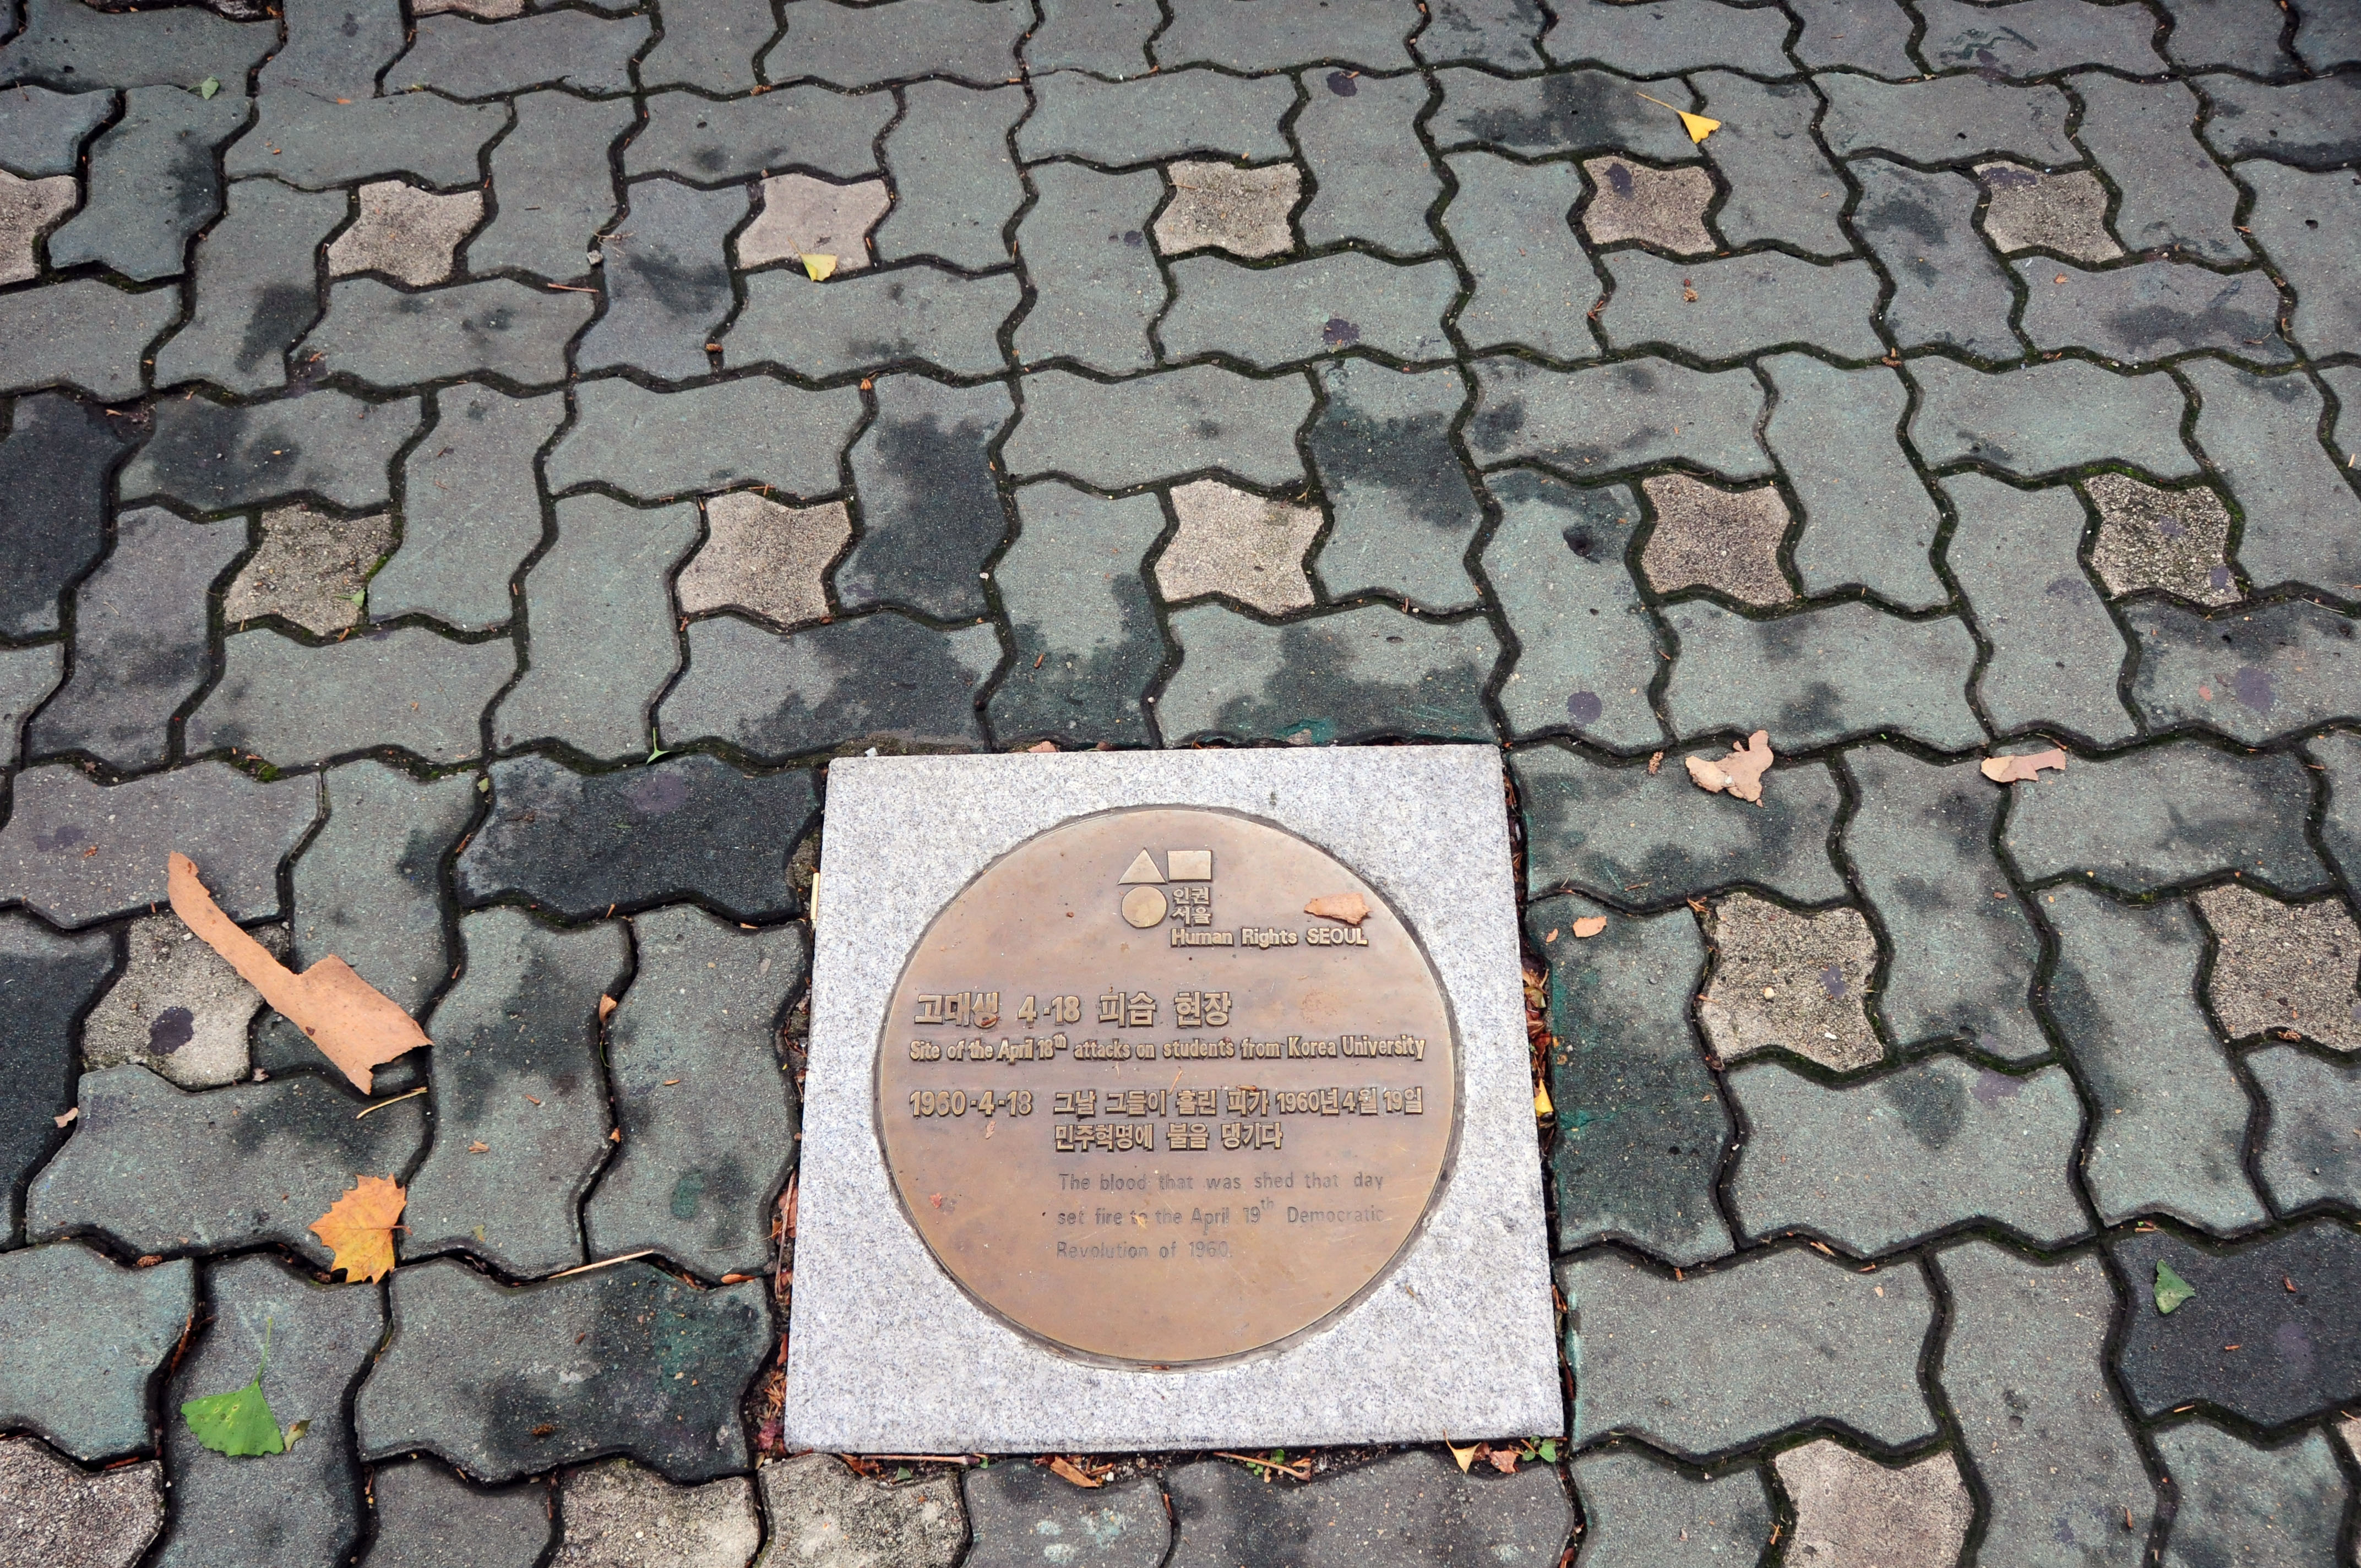 인권
서울
Human Rights SEOUL
고대생 4·18 피습 현장
Site of the April 18th attacks on students from Korea University
1960·4·18 그날 그들이 흘린 피가 1960년 4월 19일
민주혁명에 불을 댕기다
The blood that was shed that day
set fire to the April 19th Democratic
Revolution of 1960.